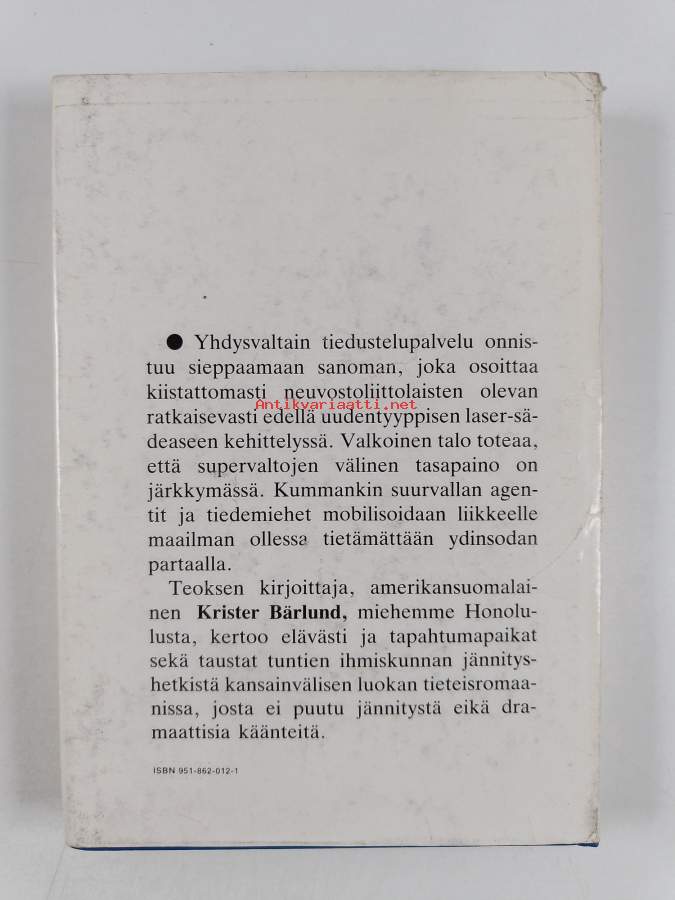 ● Yhdysvaltain tiedustelupalvelu onnis-
tuu sieppaamaan sanoman, joka osoittaa
kiistattomasti neuvostoliittolaisten olevan
Antikvariaatti.net
ratkaisevasti edellä uudentyyppisen laser-sä-
deaseen kehittelyssä. Valkoinen talo toteaa,
että supervaltojen välinen tasapaino on
järkkymässä. Kummankin suurvallan agen-
tit ja tiedemiehet mobilisoidaan liikkeelle
maailman ollessa tietämättään ydinsodan
partaalla.
Teoksen kirjoittaja, amerikansuomalai-
nen Krister Bärlund, miehemme Honolu-
lusta, kertoo elävästi ja tapahtumapaikat
sekä taustat tuntien ihmiskunnan jännitys-
hetkistä kansainvälisen luokan tieteisromaa-
nissa, josta ei puutu jännitystä eikä dra-
maattisia käänteitä.
ISBN 951-862-012-1